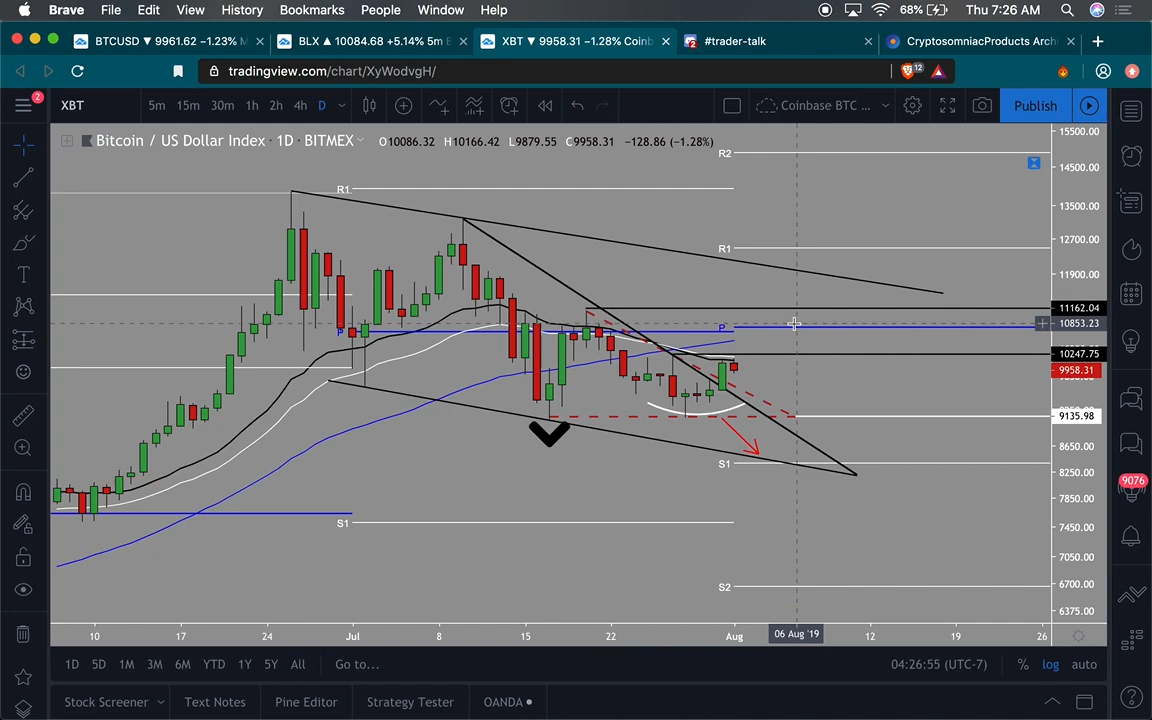 Brave File Edit View History Bookmarks People Window Help 68% Thu 7:26 AM
BTCUSD ▼ 9961.62 −1.23% BLX ▲ 10084.68 +5.14% 5m XBT ▼ 9958.31 −1.28% Coinb #trader-talk CryptosomniacProducts Arch
tradingview.com/chart/XyWodvgH/ 12
2 XBT 5m 15m 30m 1h 2h 4h D Coinbase BTC ... Publish
Bitcoin / US Dollar Index · 1D · BITMEX O10086.32 H10166.42 L9879.55 C9958.31 −128.86 (−1.28%)
15500.00
R2
14500.00
R1
13500.00
12700.00
R1
11900.00
11162.04
10853.23
P P
10247.75
9958.31
9135.98
8650.00
S1
8250.00
9076
7850.00
S1
7450.00
7050.00
S2
6700.00
6375.00
10 17 24 Jul 8 15 22 Aug 06 Aug '19 12 19 26
1D 5D 1M 3M 6M YTD 1Y 5Y All Go to... 04:26:55 (UTC-7) % log auto
Stock Screener Text Notes Pine Editor Strategy Tester OANDA